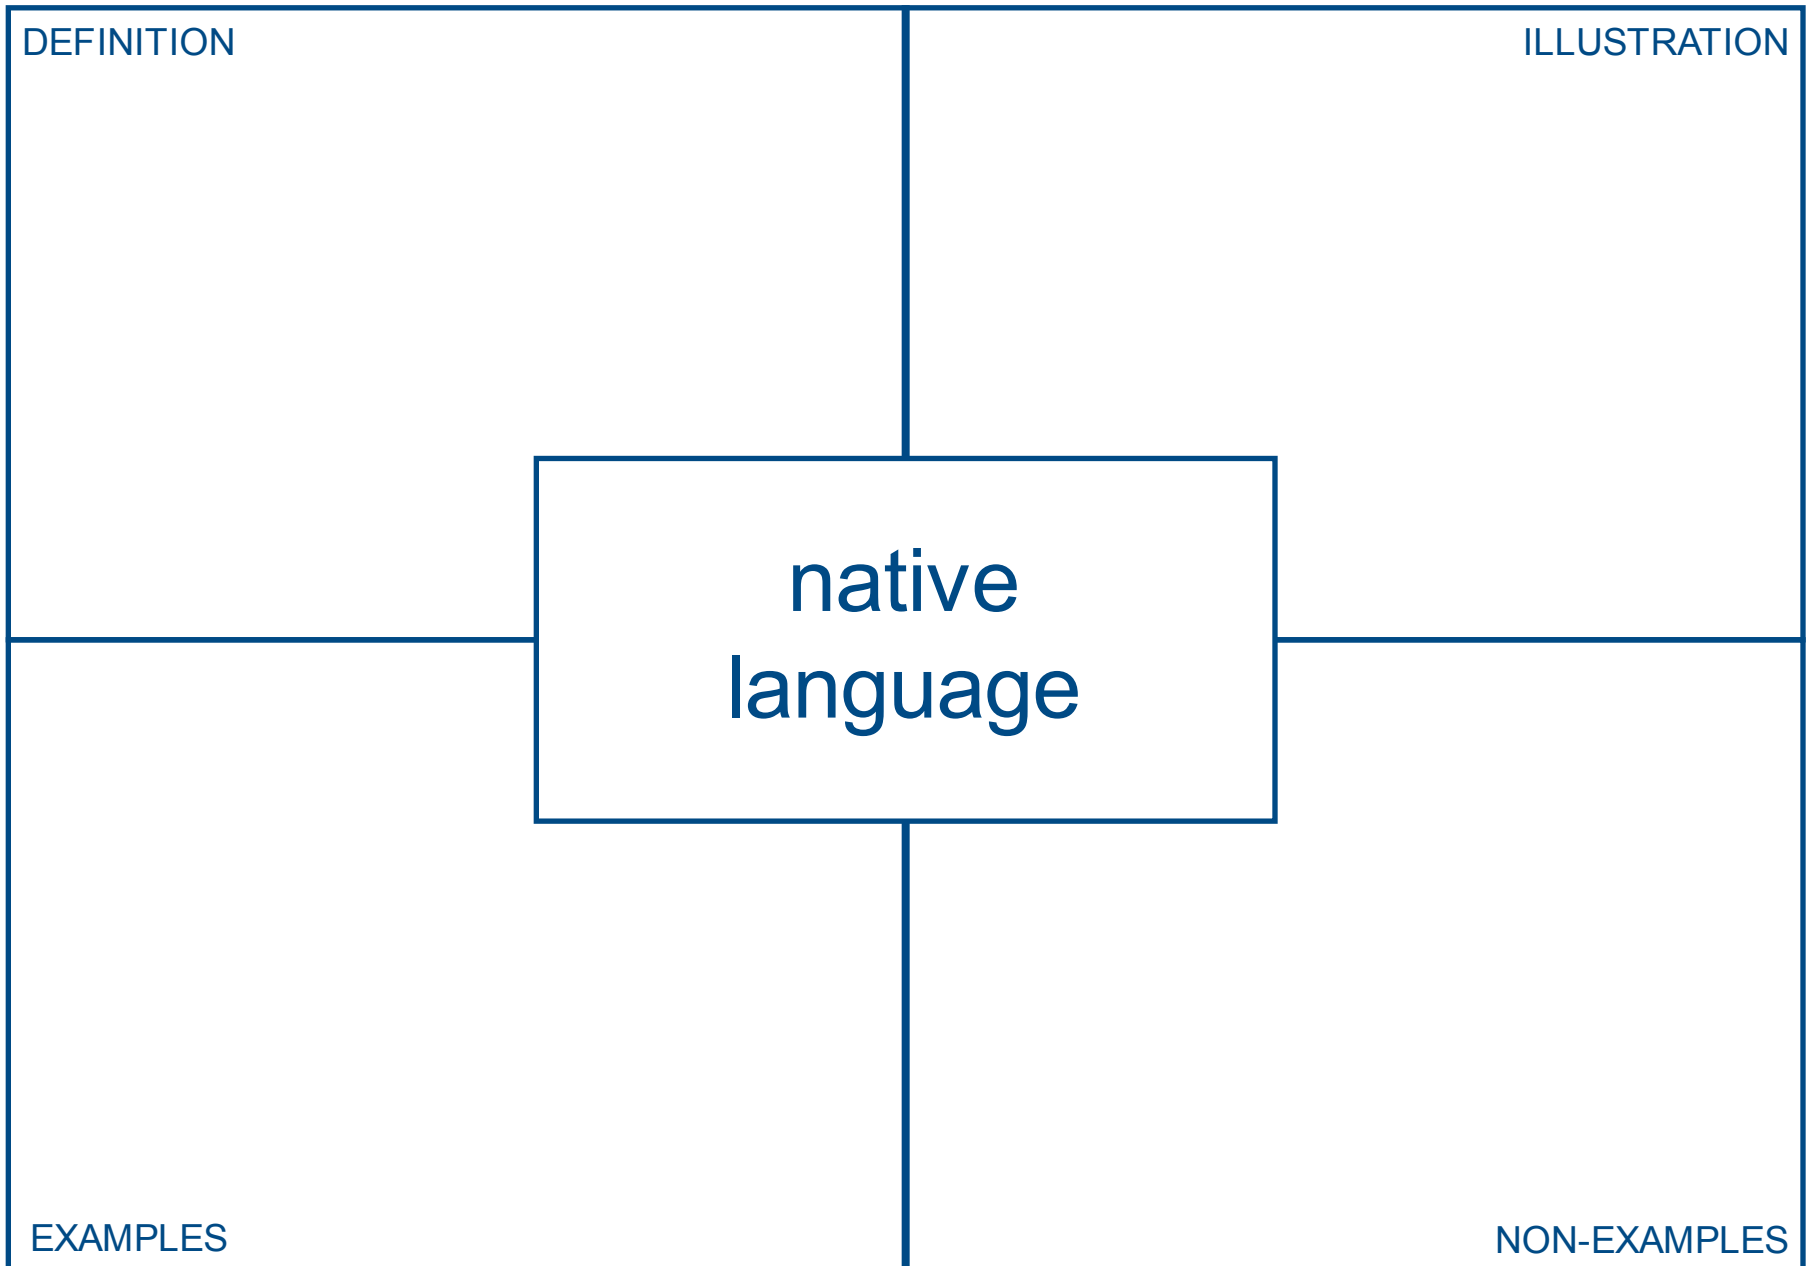 DEFINITION
ILLUSTRATION
native
language
EXAMPLES
NON-EXAMPLES